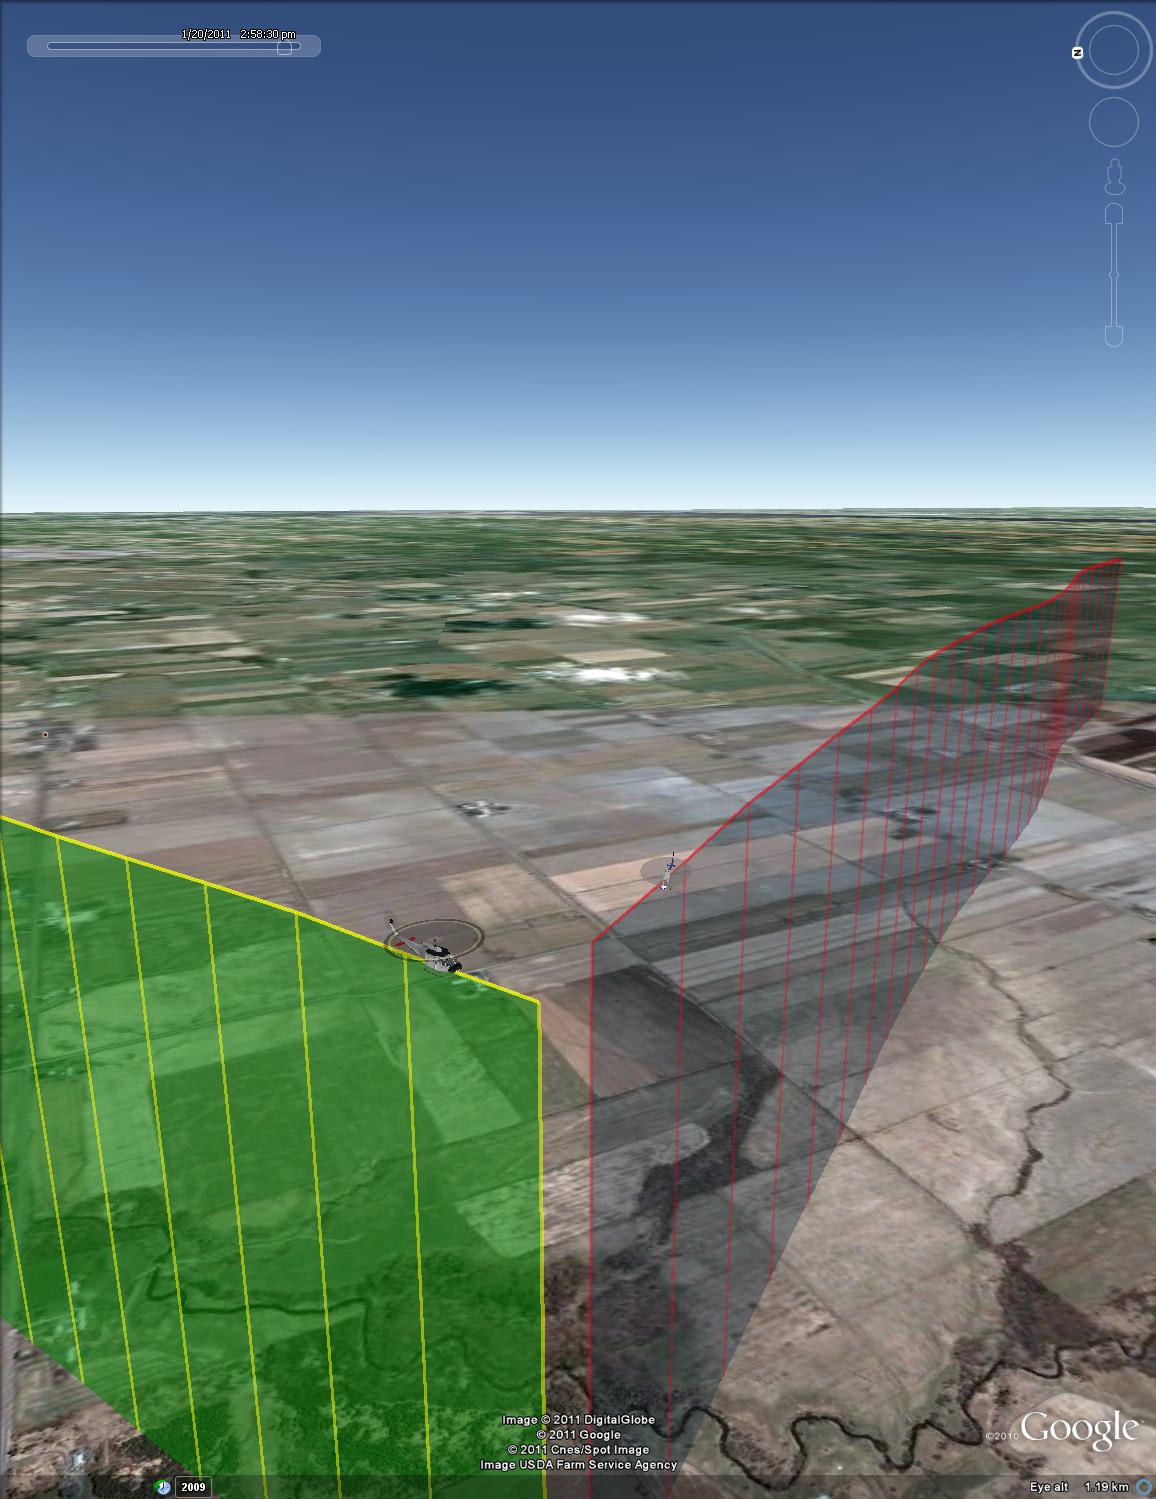 1/20/2011 2:58:30 pm
N
Image © 2011 DigitalGlobe
© 2011 Google
© 2011 Cnes/Spot Image
Image USDA Farm Service Agency
©2010 Google™
2009
Eye alt 1.19 km